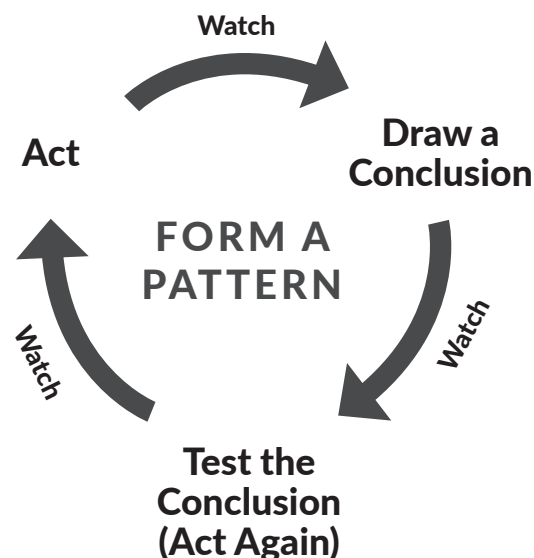 Watch
Act
Draw a
Conclusion
FORM A
PATTERN
Watch
Watch
Test the
Conclusion
(Act Again)